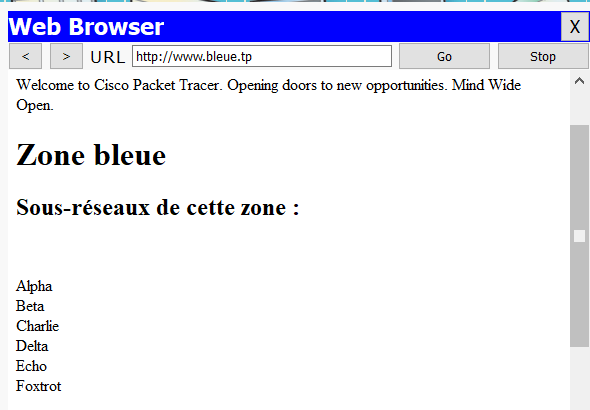 Web Browser X
< > URL http://www.bleue.tp Go Stop
Welcome to Cisco Packet Tracer. Opening doors to new opportunities. Mind Wide
Open.
Zone bleue
Sous-réseaux de cette zone :
Alpha
Beta
Charlie
Delta
Echo
Foxtrot